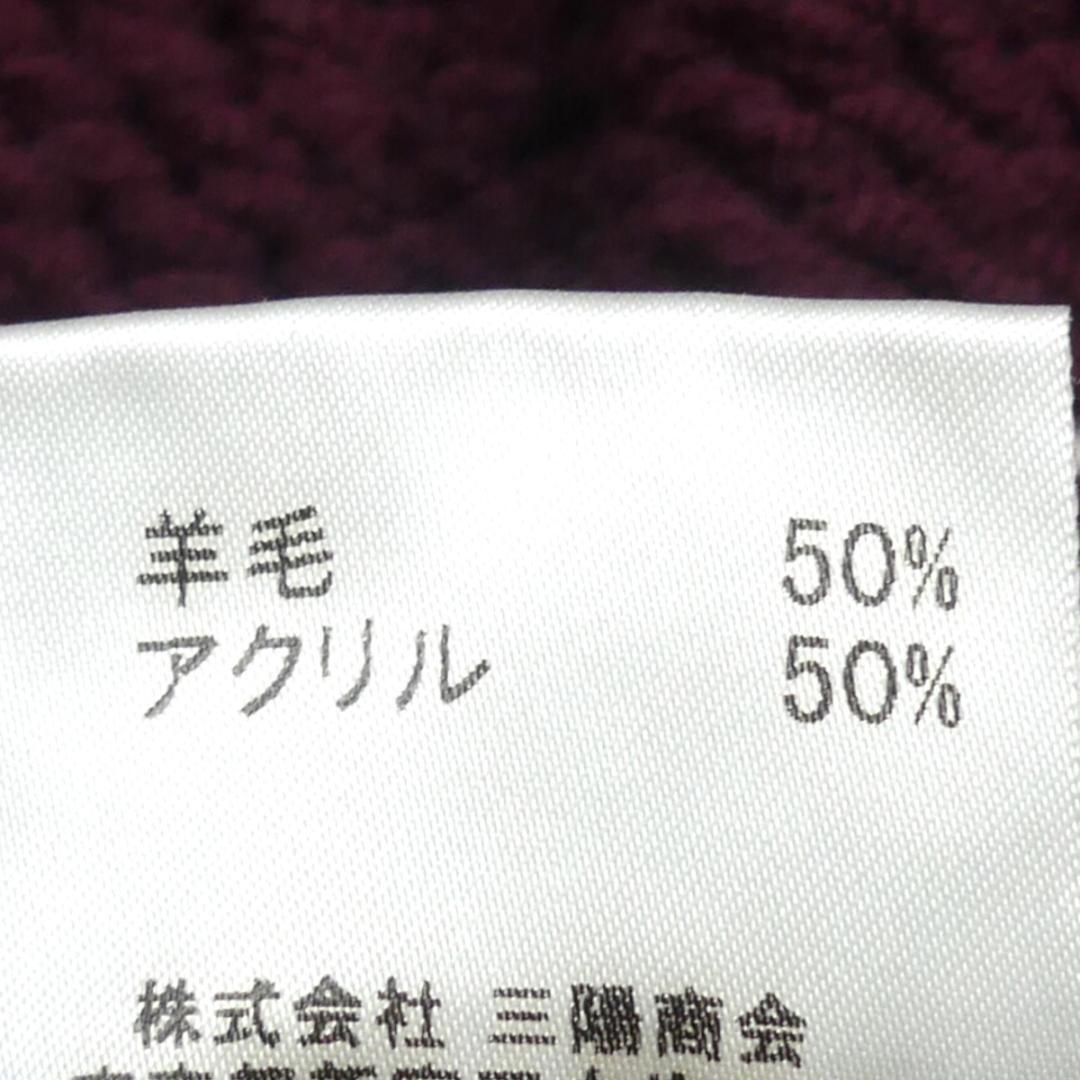 羊毛 50%
アクリル 50%
株式会社 三陽商会